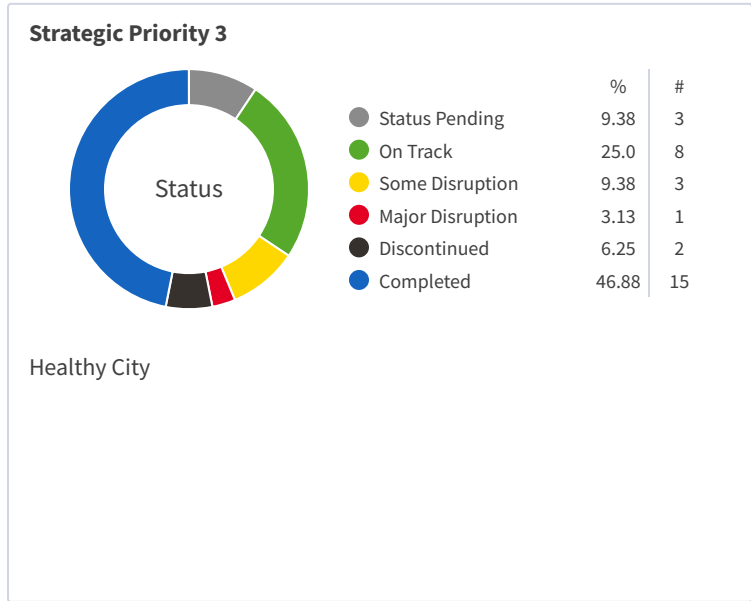 Strategic Priority 3
Status
% #
Status Pending 9.38 3
On Track 25.0 8
Some Disruption 9.38 3
Major Disruption 3.13 1
Discontinued 6.25 2
Completed 46.88 15
Healthy City